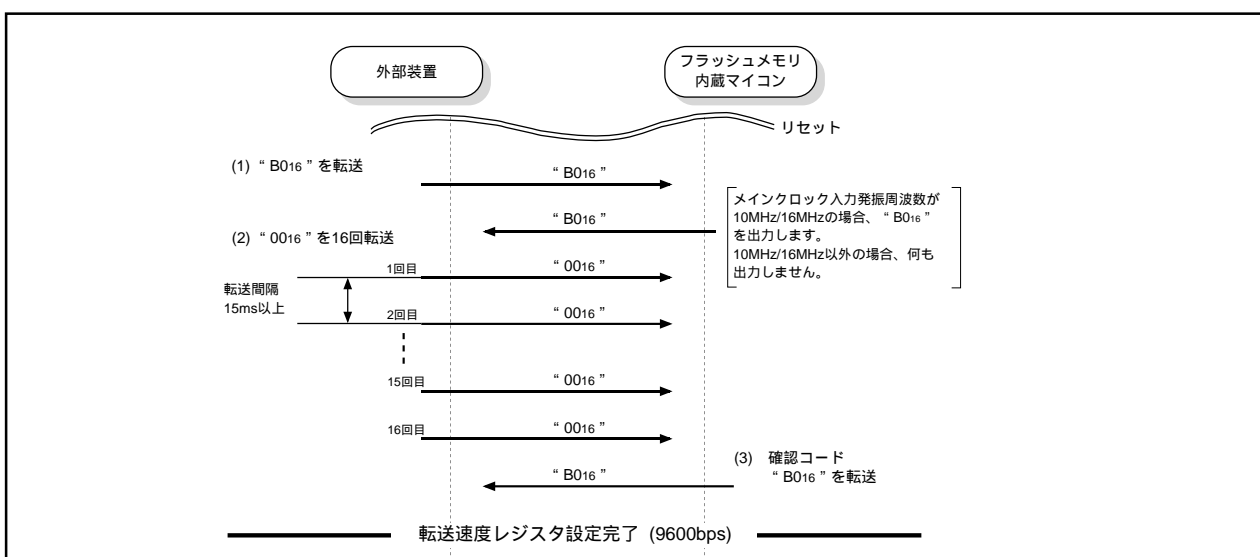 外部装置
フラッシュメモリ
内蔵マイコン
リセット
(1) “ B016 ” を転送
“ B016 ”
“ B016 ”
メインクロック入力発振周波数が
10MHz/16MHzの場合、“ B016 ”
を出力します。
10MHz/16MHz以外の場合、何も
出力しません。
(2) “ 0016 ” を16回転送
1回目
“ 0016 ”
転送間隔
15ms以上
2回目
“ 0016 ”
15回目
“ 0016 ”
16回目
“ 0016 ”
(3) 確認コード
“ B016 ” を転送
“ B016 ”
転送速度レジスタ設定完了 (9600bps)